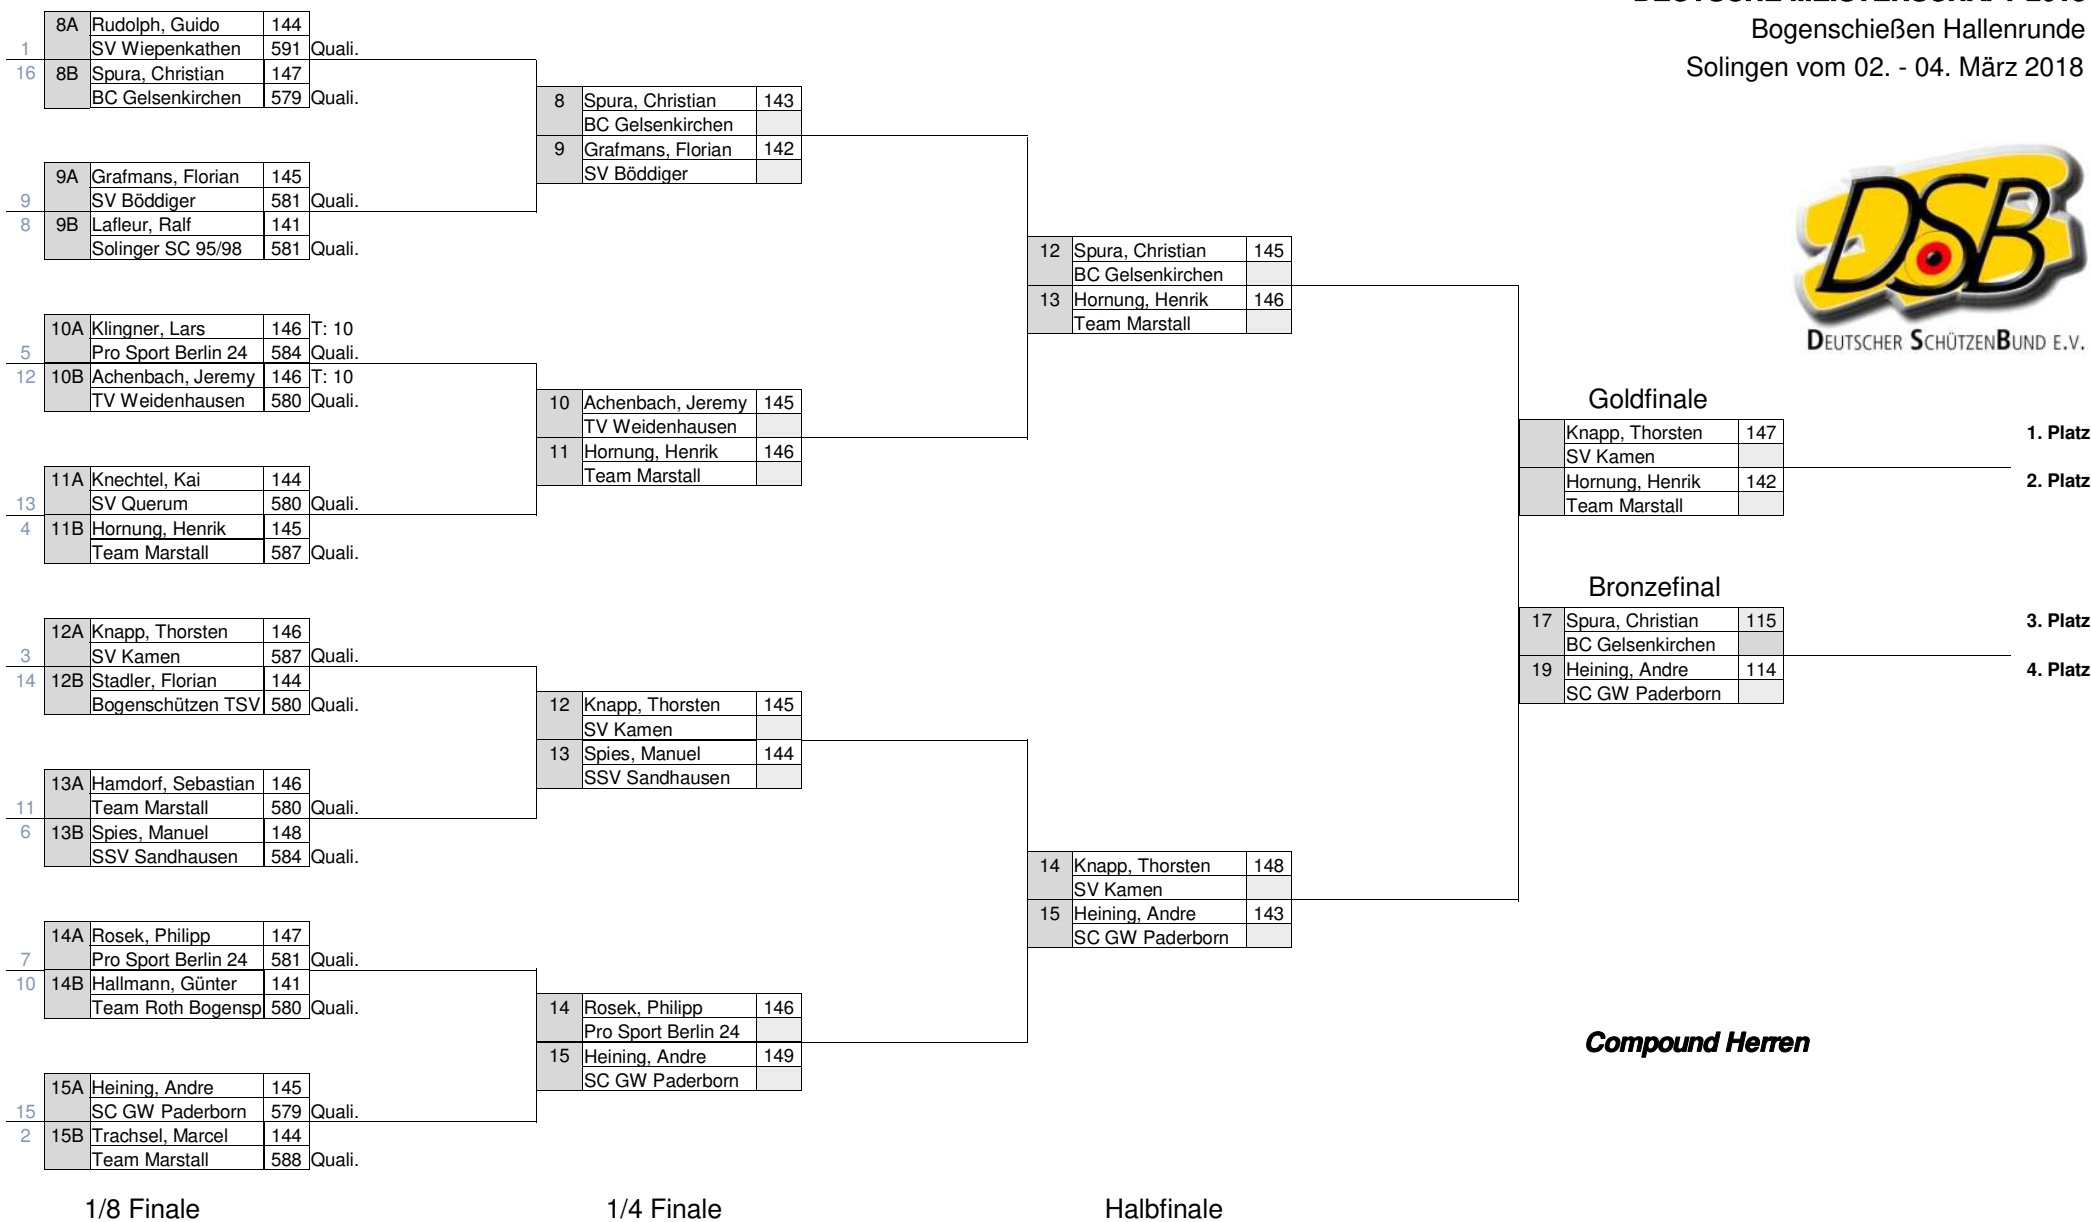 Bogenschießen Hallenrunde
Solingen vom 02. - 04. März 2018
8A Rudolph, Guido 144
1 SV Wiepenkathen 591 Quali.
16 8B Spura, Christian 147
BC Gelsenkirchen 579 Quali.
9A Grafmans, Florian 145
9 SV Böddiger 581 Quali.
8 9B Lafleur, Ralf 141
Solinger SC 95/98 581 Quali.
10A Klingner, Lars 146 T: 10
5 Pro Sport Berlin 24 584 Quali.
12 10B Achenbach, Jeremy 146 T: 10
TV Weidenhausen 580 Quali.
11A Knechtel, Kai 144
13 SV Querum 580 Quali.
4 11B Hornung, Henrik 145
Team Marstall 587 Quali.
12A Knapp, Thorsten 146
3 SV Kamen 587 Quali.
14 12B Stadler, Florian 144
Bogenschützen TSV 580 Quali.
13A Hamdorf, Sebastian 146
11 Team Marstall 580 Quali.
6 13B Spies, Manuel 148
SSV Sandhausen 584 Quali.
14A Rosek, Philipp 147
7 Pro Sport Berlin 24 581 Quali.
10 14B Hallmann, Günter 141
Team Roth Bogensp 580 Quali.
15A Heining, Andre 145
15 SC GW Paderborn 579 Quali.
2 15B Trachsel, Marcel 144
Team Marstall 588 Quali.
1/8 Finale
8 Spura, Christian 143
BC Gelsenkirchen
9 Grafmans, Florian 142
SV Böddiger
10 Achenbach, Jeremy 145
TV Weidenhausen
11 Hornung, Henrik 146
Team Marstall
12 Knapp, Thorsten 145
SV Kamen
13 Spies, Manuel 144
SSV Sandhausen
14 Rosek, Philipp 146
Pro Sport Berlin 24
15 Heining, Andre 149
SC GW Paderborn
1/4 Finale
12 Spura, Christian 145
BC Gelsenkirchen
13 Hornung, Henrik 146
Team Marstall
14 Knapp, Thorsten 148
SV Kamen
15 Heining, Andre 143
SC GW Paderborn
Halbfinale
DSB
DEUTSCHER SCHÜTZENBUND E.V.
Goldfinale
Knapp, Thorsten 147 1. Platz
SV Kamen
Hornung, Henrik 142 2. Platz
Team Marstall
Bronzefinal
17 Spura, Christian 115 3. Platz
BC Gelsenkirchen
19 Heining, Andre 114 4. Platz
SC GW Paderborn
Compound Herren